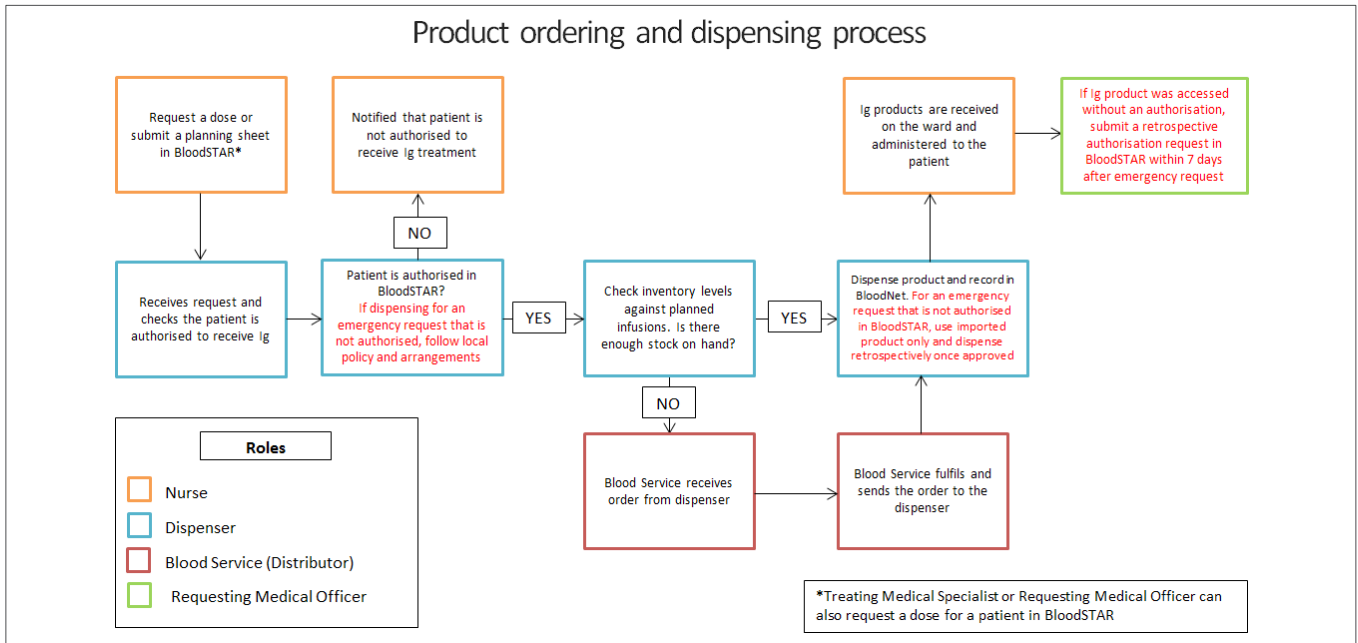 Product ordering and dispensing process
Request a dose or
submit a planning sheet
in BloodSTAR*
Notified that patient is
not authorised to
receive Ig treatment
Ig products are received
on the ward and
administered to the
patient
If Ig product was accessed
without an authorisation,
submit a retrospective
authorisation request in
BloodSTAR within 7 days
after emergency request
NO
Receives request and
checks the patient is
authorised to receive Ig
Patient is authorised in
BloodSTAR?
If dispensing for an
emergency request that is
not authorised, follow local
policy and arrangements
YES
Check inventory levels
against planned
infusions. Is there
enough stock on hand?
YES
Dispense product and record in
BloodNet. For an emergency
request that is not authorised
in BloodSTAR, use imported
product only and dispense
retrospectively once approved
NO
Blood Service receives
order from dispenser
Blood Service fulfils and
sends the order to the
dispenser
Roles
Nurse
Dispenser
Blood Service (Distributor)
Requesting Medical Officer
*Treating Medical Specialist or Requesting Medical Officer can
also request a dose for a patient in BloodSTAR